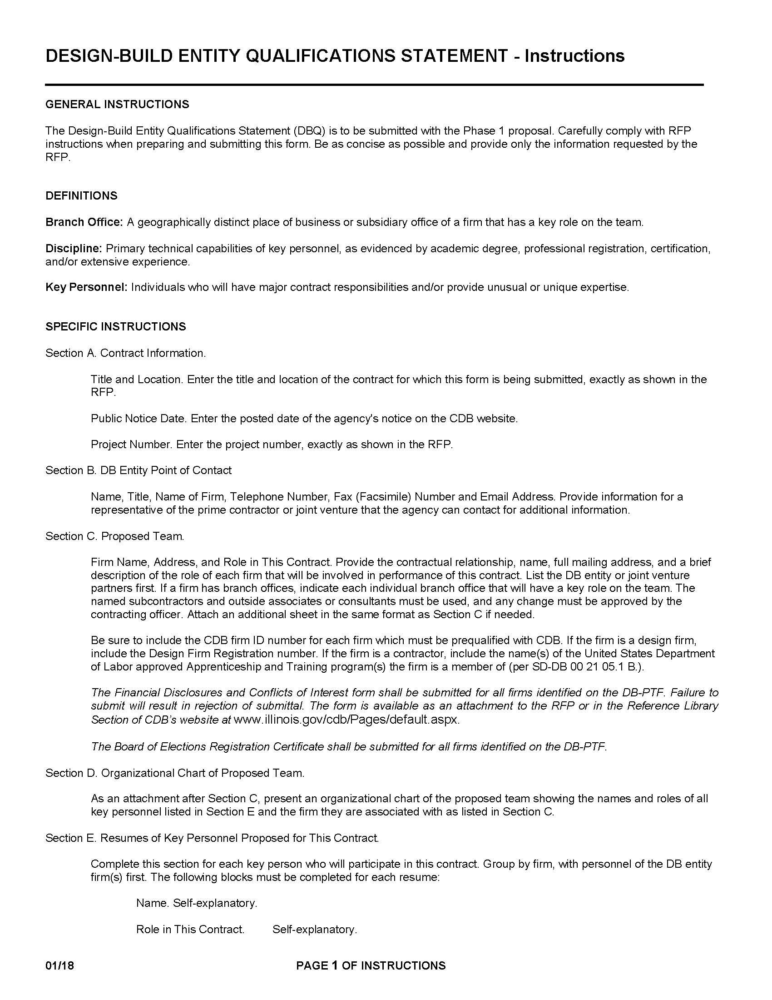 DESIGN-BUILD ENTITY QUALIFICATIONS STATEMENT - Instructions
GENERAL INSTRUCTIONS
The Design-Build Entity Qualifications Statement (DBQ) is to be submitted with the Phase 1 proposal. Carefully comply with RFP
instructions when preparing and submitting this form. Be as concise as possible and provide only the information requested by the
RFP.
DEFINITIONS
Branch Office: A geographically distinct place of business or subsidiary office of a firm that has a key role on the team.
Discipline: Primary technical capabilities of key personnel, as evidenced by academic degree, professional registration, certification,
and/or extensive experience.
Key Personnel: Individuals who will have major contract responsibilities and/or provide unusual or unique expertise.
SPECIFIC INSTRUCTIONS
Section A. Contract Information.
Title and Location. Enter the title and location of the contract for which this form is being submitted, exactly as shown in the
RFP.
Public Notice Date. Enter the posted date of the agency's notice on the CDB website.
Project Number. Enter the project number, exactly as shown in the RFP.
Section B. DB Entity Point of Contact
Name, Title, Name of Firm, Telephone Number, Fax (Facsimile) Number and Email Address. Provide information for a
representative of the prime contractor or joint venture that the agency can contact for additional information.
Section C. Proposed Team.
Firm Name, Address, and Role in This Contract. Provide the contractual relationship, name, full mailing address, and a brief
description of the role of each firm that will be involved in performance of this contract. List the DB entity or joint venture
partners first. If a firm has branch offices, indicate each individual branch office that will have a key role on the team. The
named subcontractors and outside associates or consultants must be used, and any change must be approved by the
contracting officer. Attach an additional sheet in the same format as Section C if needed.
Be sure to include the CDB firm ID number for each firm which must be prequalified with CDB. If the firm is a design firm,
include the Design Firm Registration number. If the firm is a contractor, include the name(s) of the United States Department
of Labor approved Apprenticeship and Training program(s) the firm is a member of (per SD-DB 00 21 05.1 B.).
The Financial Disclosures and Conflicts of Interest form shall be submitted for all firms identified on the DB-PTF. Failure to
submit will result in rejection of submittal. The form is available as an attachment to the RFP or in the Reference Library
Section of CDB’s website at www.illinois.gov/cdb/Pages/default.aspx.
The Board of Elections Registration Certificate shall be submitted for all firms identified on the DB-PTF.
Section D. Organizational Chart of Proposed Team.
As an attachment after Section C, present an organizational chart of the proposed team showing the names and roles of all
key personnel listed in Section E and the firm they are associated with as listed in Section C.
Section E. Resumes of Key Personnel Proposed for This Contract.
Complete this section for each key person who will participate in this contract. Group by firm, with personnel of the DB entity
firm(s) first. The following blocks must be completed for each resume:
Name. Self-explanatory.
Role in This Contract. Self-explanatory.
01/18 PAGE 1 OF INSTRUCTIONS